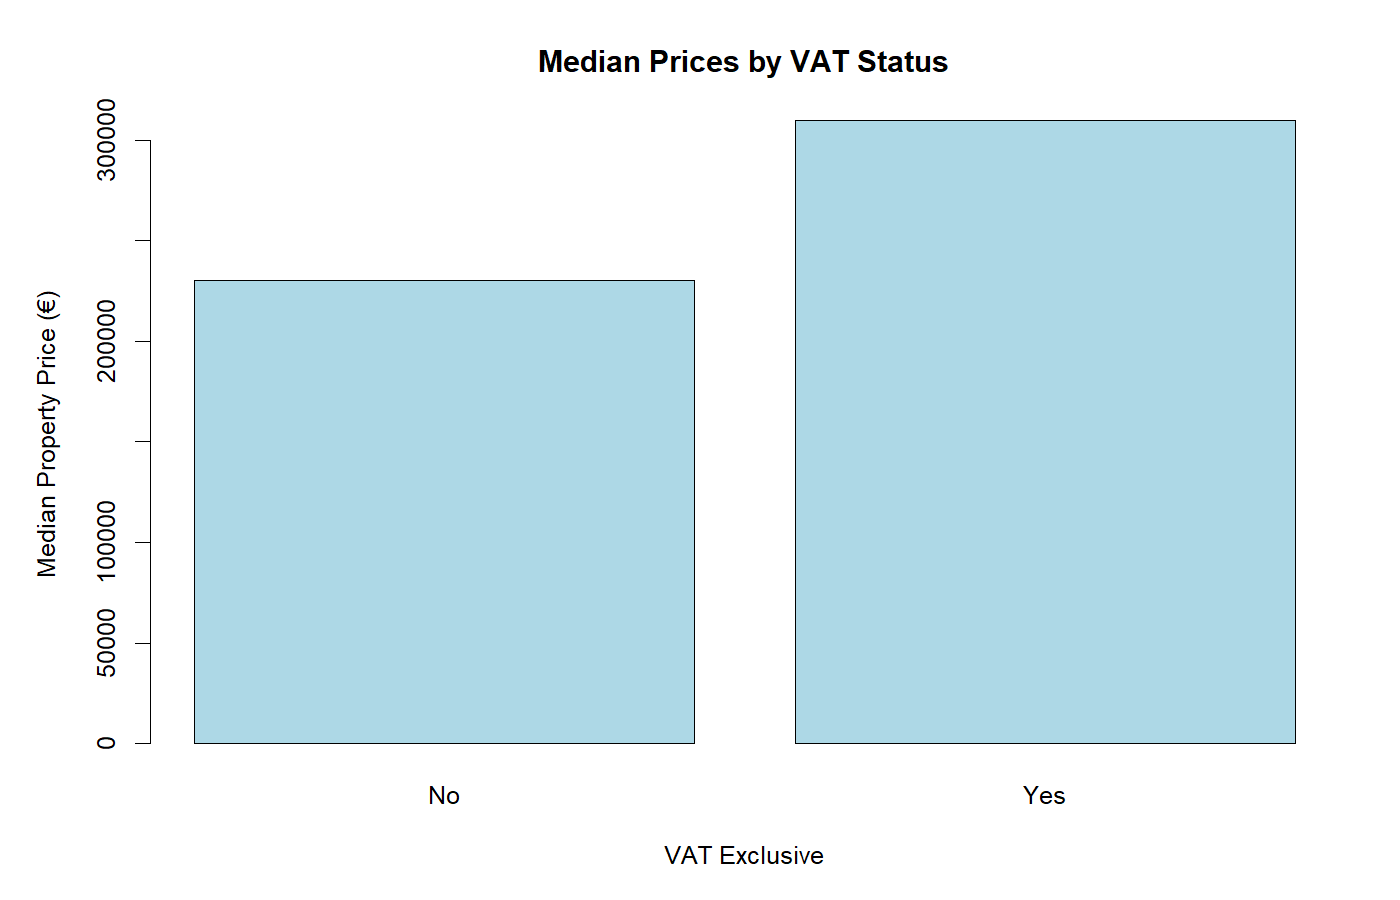 Median Prices by VAT Status
Median Property Price (€)
300000
200000
100000
50000
0
No
Yes
VAT Exclusive